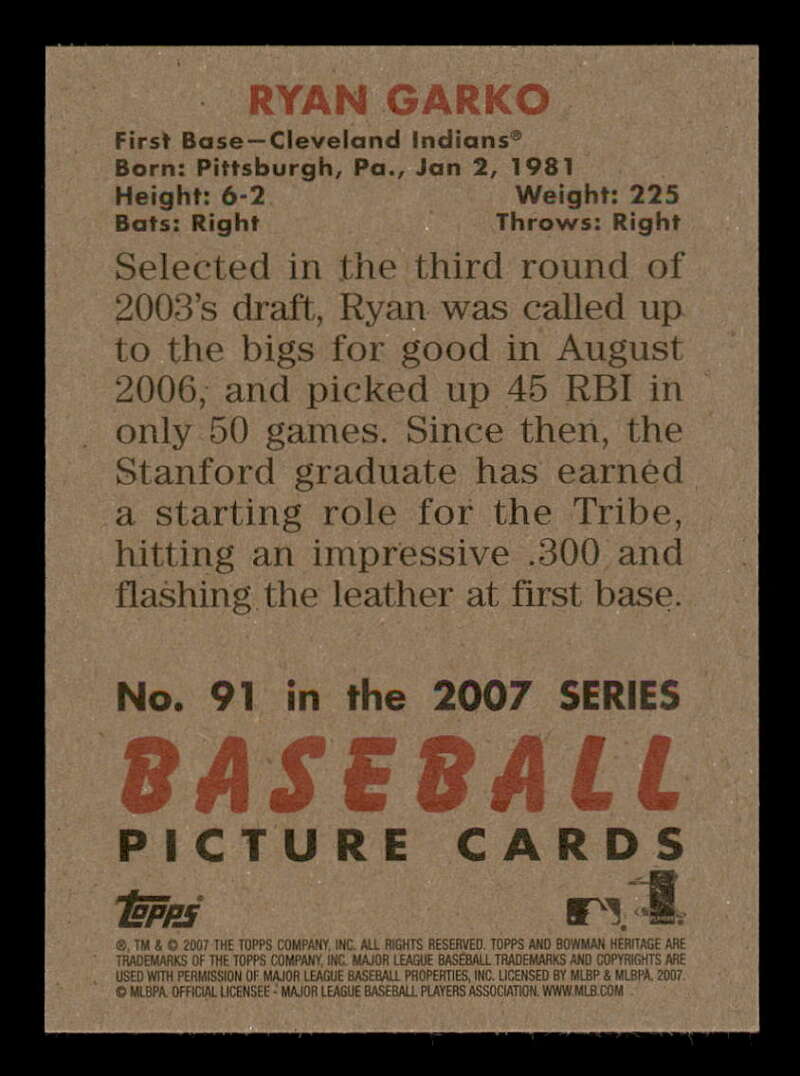 RYAN GARKO
First Base—Cleveland Indians®
Born: Pittsburgh, Pa., Jan 2, 1981
Height: 6-2 Weight: 225
Bats: Right Throws: Right
Selected in the third round of
2003's draft, Ryan was called up
to the bigs for good in August
2006, and picked up 45 RBI in
only 50 games. Since then, the
Stanford graduate has earned
a starting role for the Tribe,
hitting an impressive .300 and
flashing the leather at first base.
No. 91 in the 2007 SERIES
BASEBALL
PICTURE CARDS
topps
®, TM & © 2007 THE TOPPS COMPANY, INC. ALL RIGHTS RESERVED. TOPPS AND BOWMAN HERITAGE ARE
TRADEMARKS OF THE TOPPS COMPANY, INC. MAJOR LEAGUE BASEBALL TRADEMARKS AND COPYRIGHTS ARE
USED WITH PERMISSION OF MAJOR LEAGUE BASEBALL PROPERTIES, INC. LICENSED BY MLBP & MLBPA. 2007.
© MLBPA. OFFICIAL LICENSEE - MAJOR LEAGUE BASEBALL PLAYERS ASSOCIATION. WWW.MLB.COM